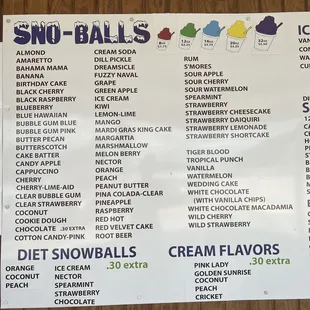 SNO-BALLS
8oz
12oz
16oz
20oz
32oz
ALMOND
AMARETTO
BAHAMA MAMA
BANANA
BIRTHDAY CAKE
BLACK CHERRY
BLACK RASPBERRY
BLUEBERRY
BLUE HAWAIIAN
BUBBLE GUM BLUE
BUBBLE GUM PINK
BUTTER PECAN
BUTTERSCOTCH
CAKE BATTER
CANDY APPLE
CAPPUCCINO
CHERRY
CHERRY-LIME-AID
CLEAR BUBBLE GUM
CLEAR STRAWBERRY
COCONUT
COOKIE DOUGH
CHOCOLATE .30 EXTRA
COTTON CANDY-PINK
CREAM SODA
DILL PICKLE
DREAMSICLE
FUZZY NAVAL
GRAPE
GREEN APPLE
ICE CREAM
KIWI
LEMON-LIME
MANGO
MARDI GRAS KING CAKE
MARGARTIA
MARSHMALLOW
MELON BERRY
NECTOR
ORANGE
PEACH
PEANUT BUTTER
PINA COLADA-CLEAR
PINEAPPLE
RASPBERRY
RED HOT
RED VELVET CAKE
ROOT BEER
RUM
S'MORES
SOUR APPLE
SOUR CHERRY
SOUR WATERMELON
SPEARMINT
STRAWBERRY
STRAWBERRY CHEESECAKE
STRAWBERRY DAIQUIRI
STRAWBERRY LEMONADE
STRAWBERRY SHORTCAKE
TIGER BLOOD
TROPICAL PUNCH
VANILLA
WATERMELON
WEDDING CAKE
WHITE CHOCOLATE
(WITH VANILLA CHIPS)
WHITE CHOCOLATE MACADAMIA
WILD CHERRY
WILD STRAWBERRY
DIET SNOWBALLS
.30 extra
ORANGE
COCONUT
PEACH
ICE CREAM
NECTOR
SPEARMINT
STRAWBERRY
CHOCOLATE
CREAM FLAVORS
.30 extra
PINK LADY
GOLDEN SUNRISE
COCONUT
PEACH
CRICKET